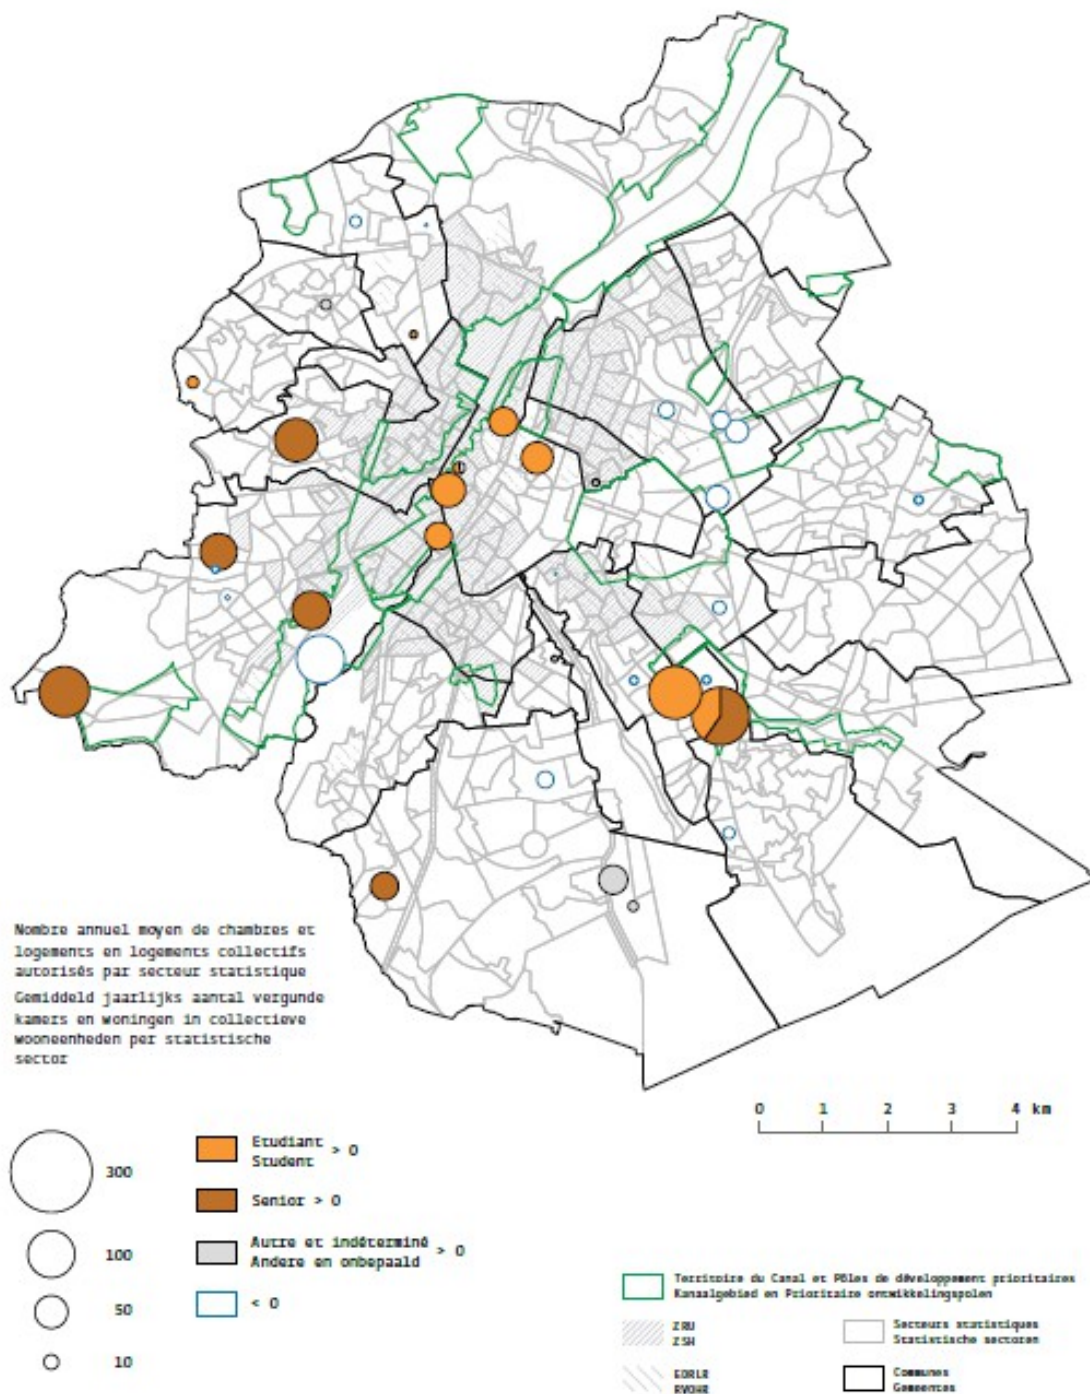 Nombre annuel moyen de chambres et
logements en logements collectifs
autorisés par secteur statistique
Gemiddeld jaarlijks aantal vergunde
kamers en woningen in collectieve
wooneenheden per statistische
sector
0 1 2 3 4 km
300
100
50
10
Etudiant
Student
> 0
Senior > 0
Autre et indéterminé
Andere en onbepaald
> 0
< 0
Territoire du Canal et Pôles de développement prioritaires
Kanaalgebied en Prioritaire ontwikkelingspolen
ZRU
ZSH
Secteurs statistiques
Statistische sectoren
EDRLR
RVOHR
Communes
Gemeentes